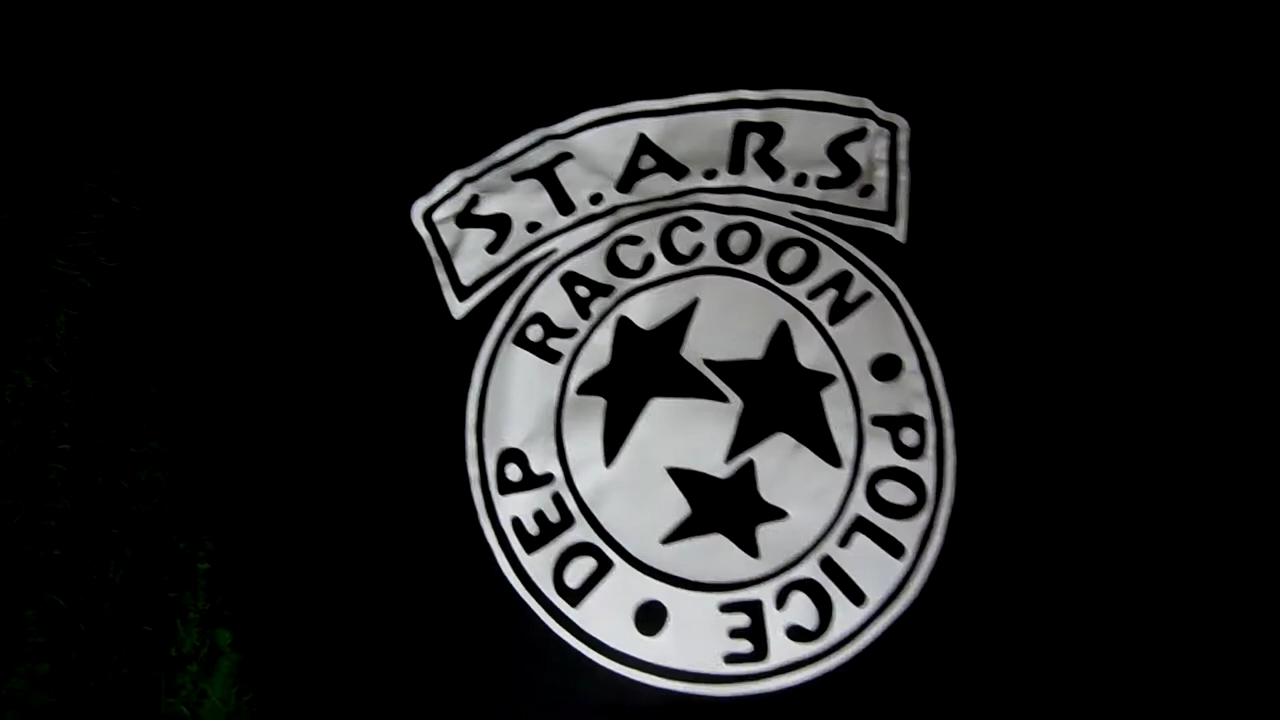 S.T.A.R.S.
RACCOON • POLICE • DEP